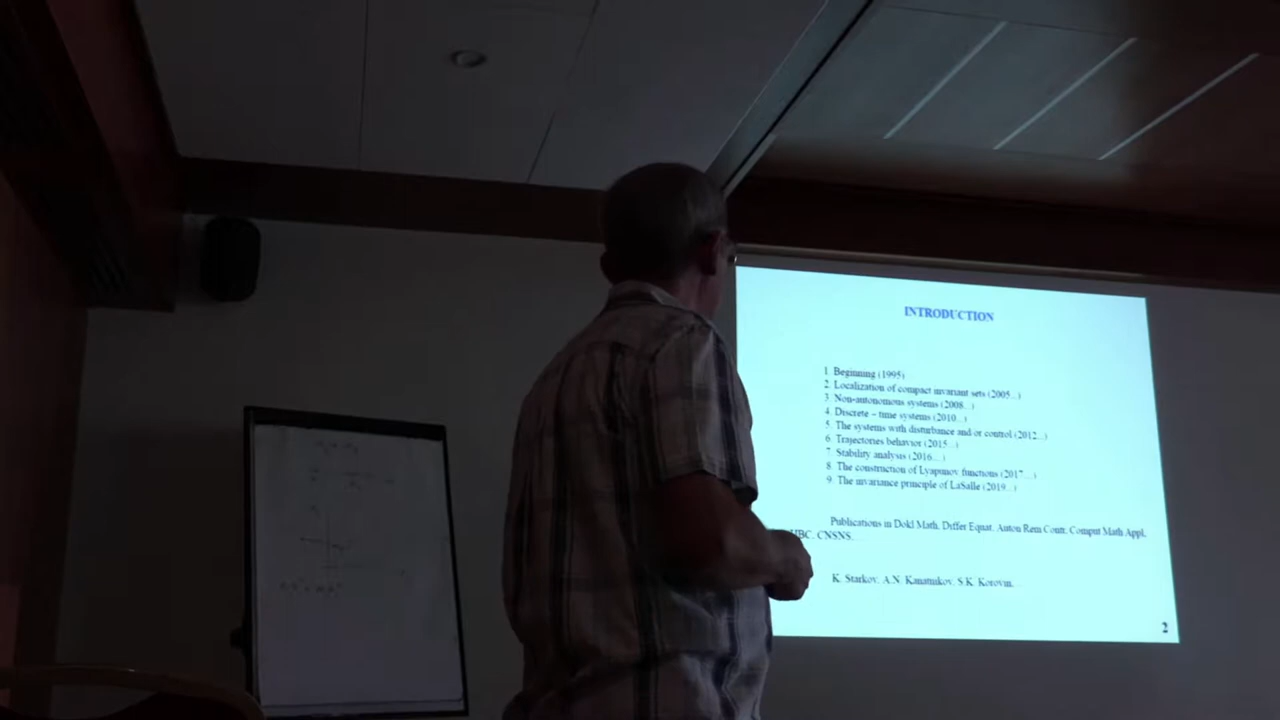 INTRODUCTION
1. Beginning (1995)
2. Localization of compact invariant sets (2005...)
3. Non-autonomous systems (2008...)
4. Discrete – time systems (2010...)
5. The systems with disturbance and/or control (2012...)
6. Trajectories behavior (2015...)
7. Stability analysis (2016...)
8. The construction of Lyapunov functions (2017...)
9. The invariance principle of LaSalle (2019...)
Publications in Dokl Math, Differ Equat, Autom Rem Contr, Comput Math Appl,
CNSNS...
K. Starkov, A.N. Kanatnikov, S.K. Korovin...
2